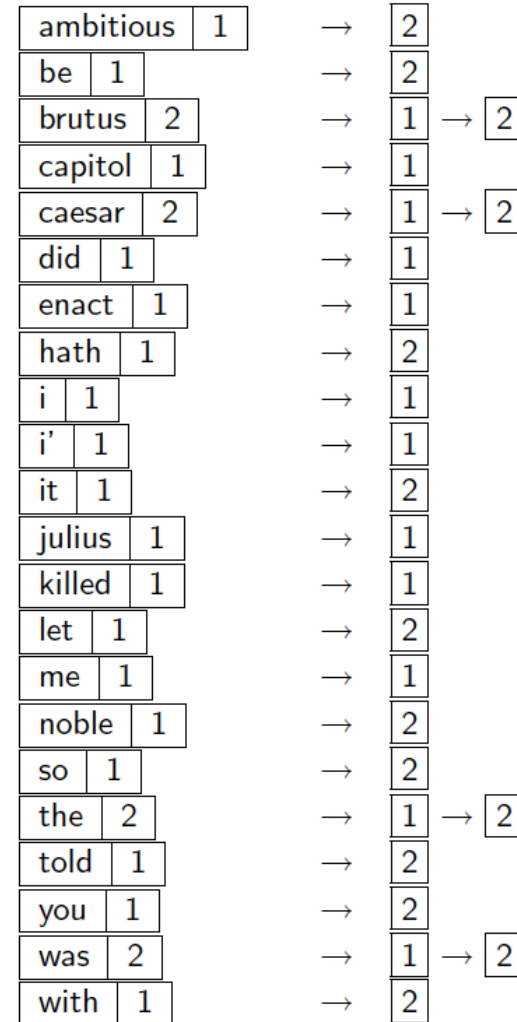 ambitious 1 → 2
be 1 → 2
brutus 2 → 1 → 2
capitol 1 → 1
caesar 2 → 1 → 2
did 1 → 1
enact 1 → 1
hath 1 → 2
i 1 → 1
i' 1 → 1
it 1 → 2
julius 1 → 1
killed 1 → 1
let 1 → 2
me 1 → 1
noble 1 → 2
so 1 → 2
the 2 → 1 → 2
told 1 → 2
you 1 → 2
was 2 → 1 → 2
with 1 → 2